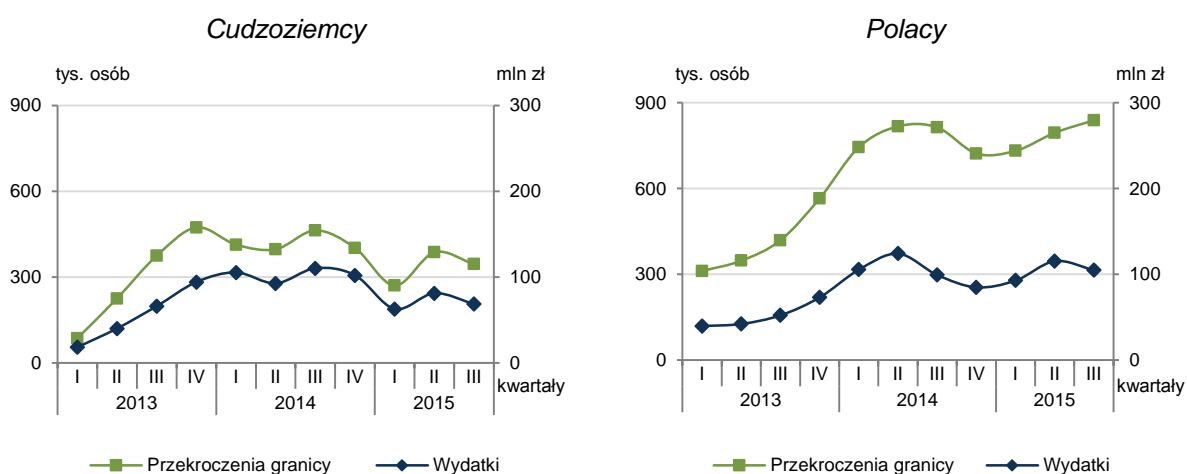 Cudzoziemcy
tys. osób mln zł
900 300
600 200
300 100
0 0
I II III IV I II III IV I II III
kwartały
2013 2014 2015
Przekroczenia granicy Wydatki
Polacy
tys. osób mln zł
900 300
600 200
300 100
0 0
I II III IV I II III IV I II III
kwartały
2013 2014 2015
Przekroczenia granicy Wydatki